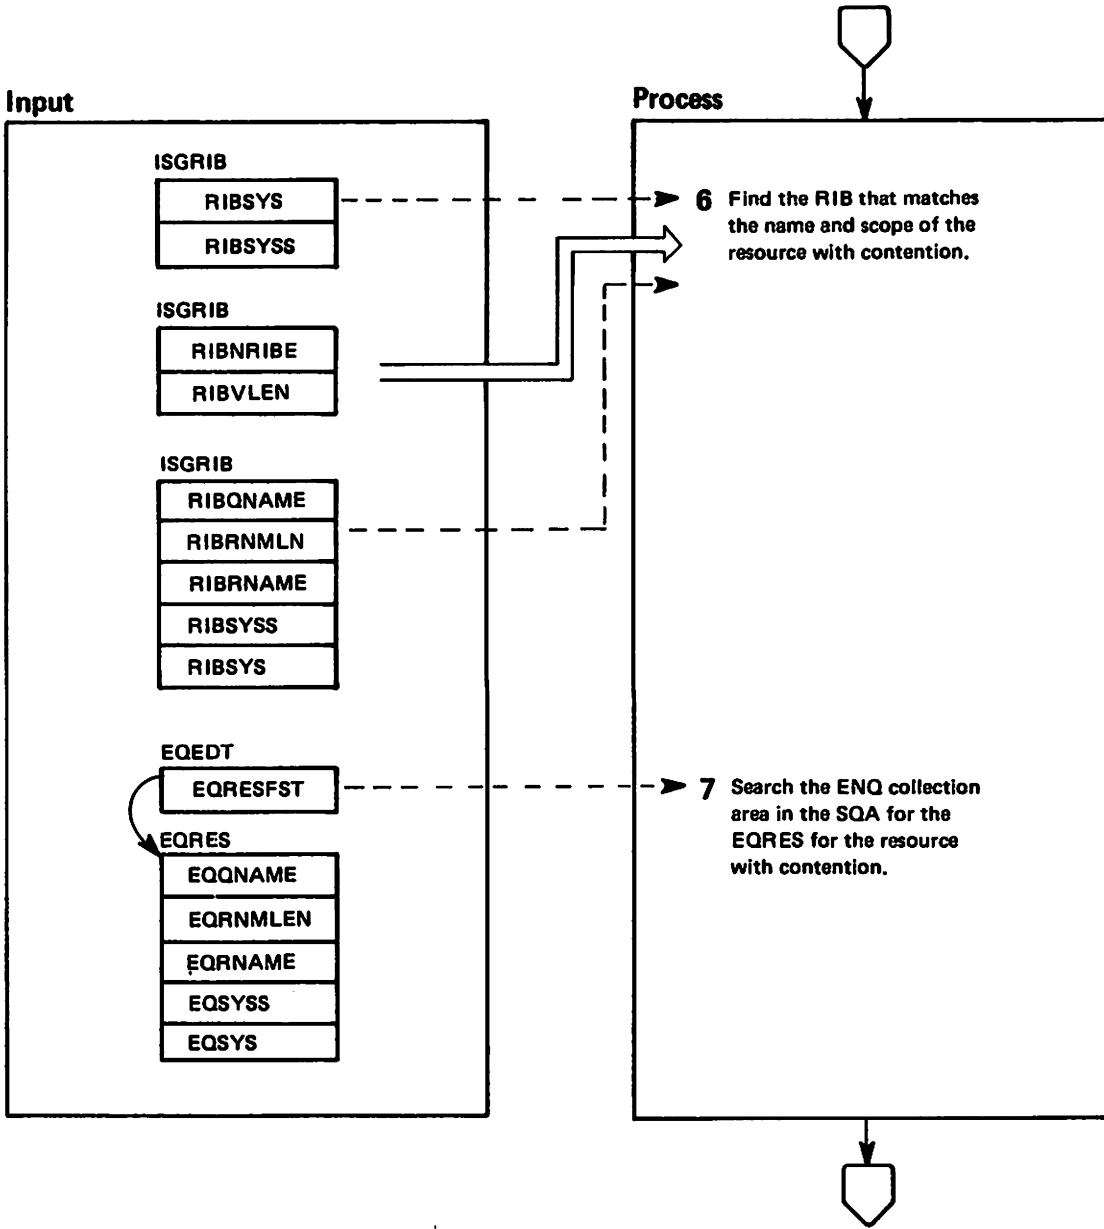 Input
ISGRIB
RIBSYS
RIBSYSS
ISGRIB
RIBNRIBE
RIBVLEN
ISGRIB
RIBQNAME
RIBRNMLN
RIBRNAME
RIBSYSS
RIBSYS
EQEDT
EQRESFST
EQRES
EQQNAME
EQRNMLEN
EQRNAME
EQSYSS
EQSYS
Process
6 Find the RIB that matches
the name and scope of the
resource with contention.
7 Search the ENQ collection
area in the SQA for the
EQRES for the resource
with contention.